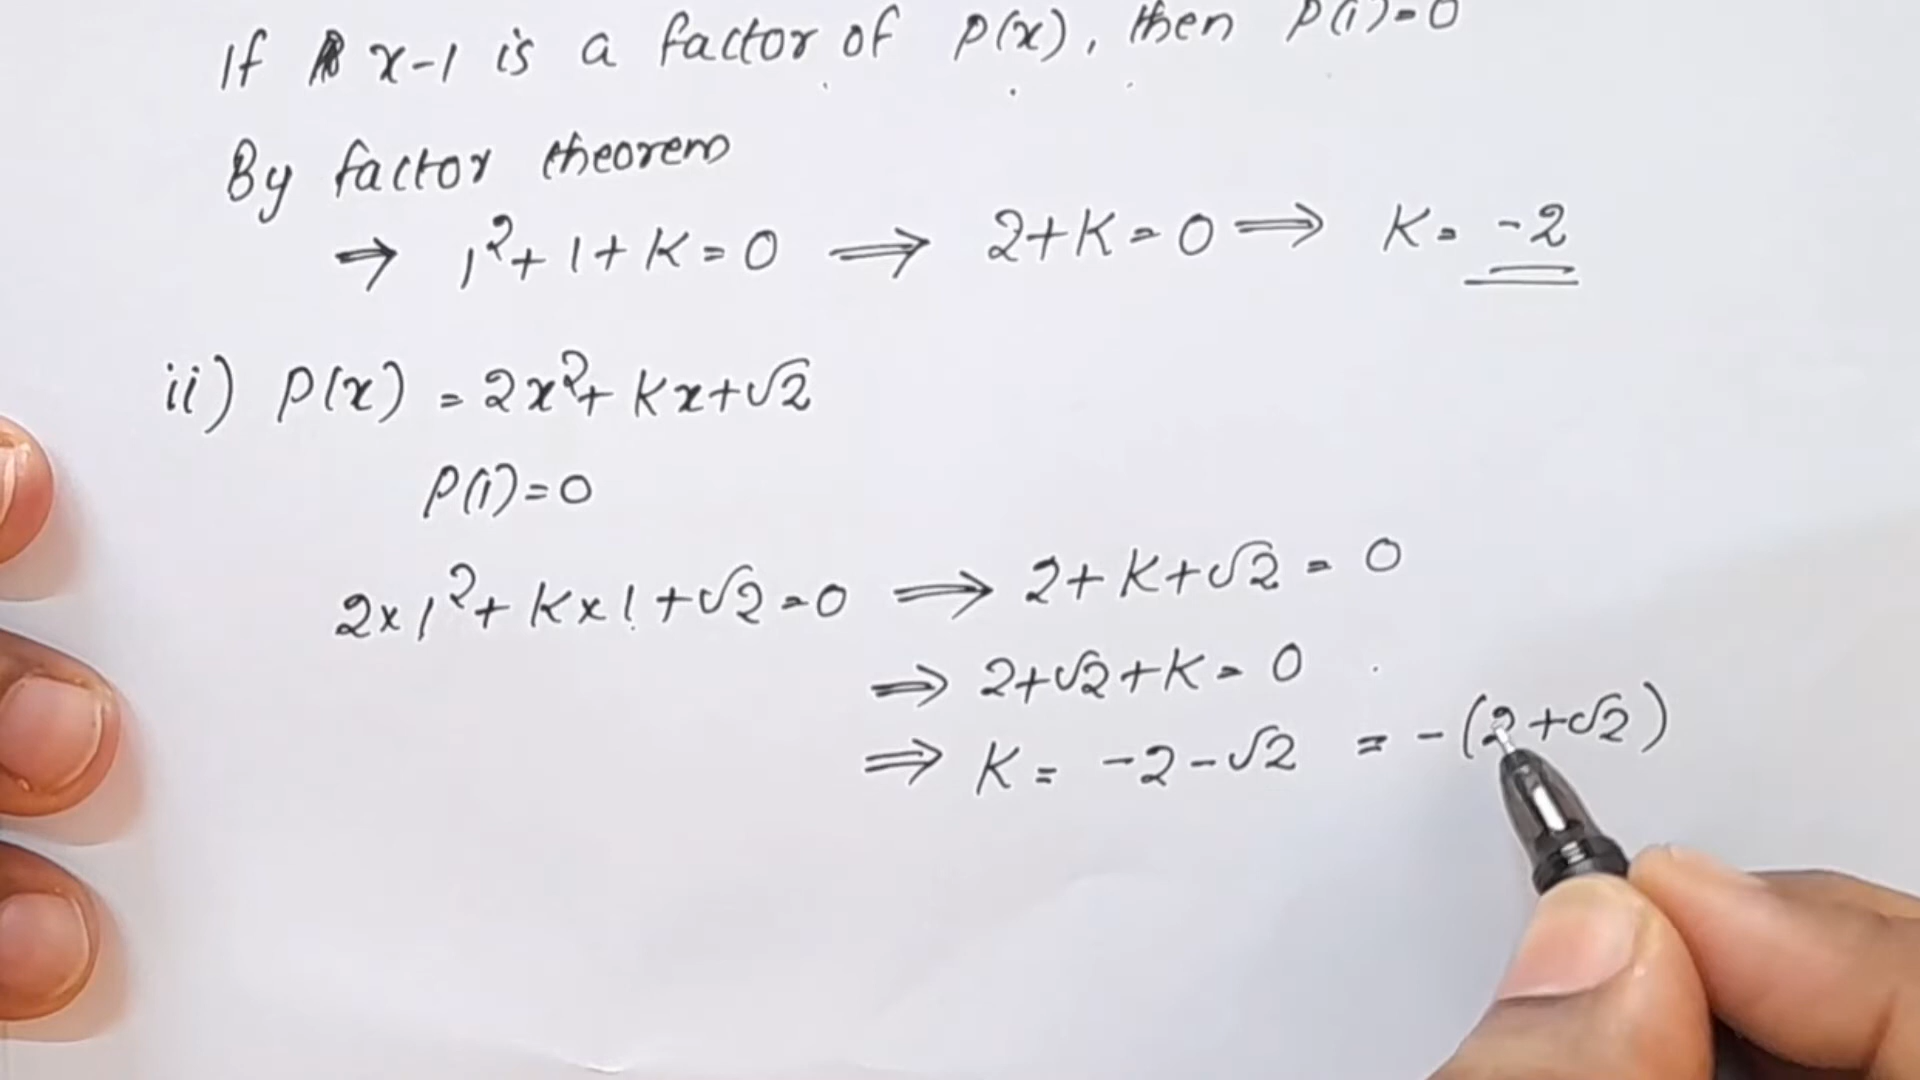 If x-1 is a factor of P(x), then P(1)=0
By factor theorem
⇒ 1²+1+K=0 ⇒ 2+K=0 ⇒ K= -2
ii) P(x) = 2x²+Kx+√2
P(1)=0
2×1²+K×1+√2=0 ⇒ 2+K+√2=0
⇒ 2+√2+K=0
⇒ K= -2-√2 = -(2+√2)